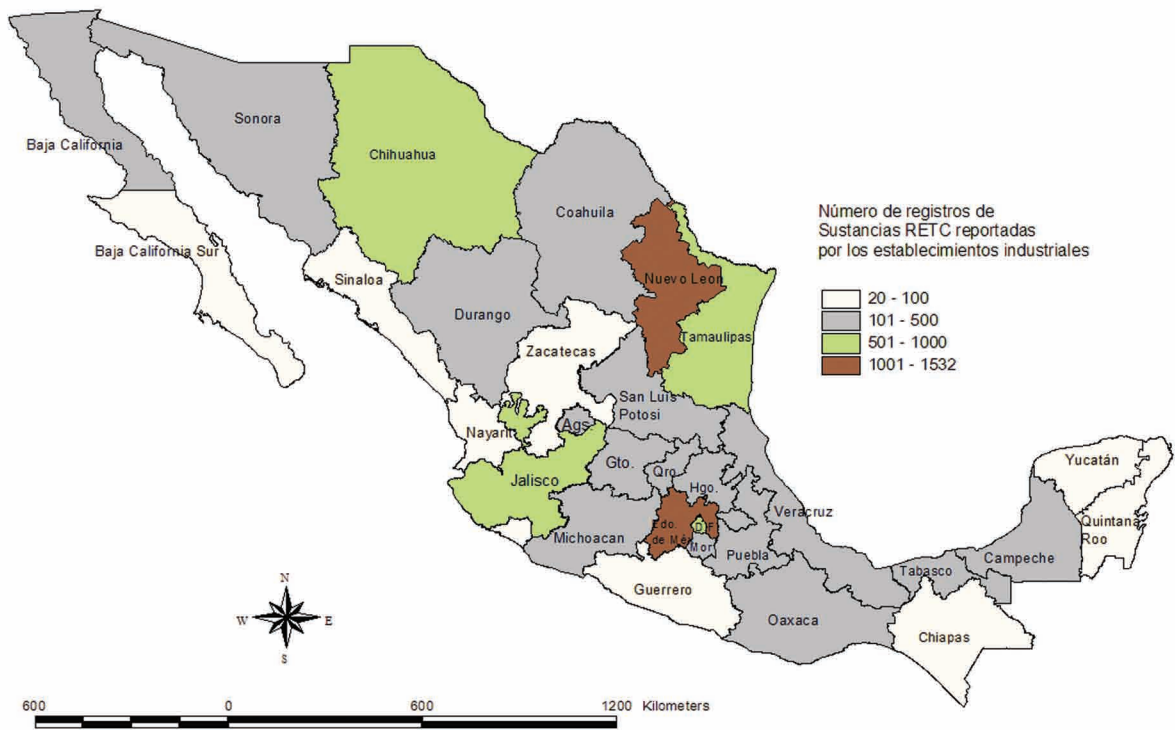 Sonora
Baja California
Chihuahua
Coahuila
Baja California Sur
Sinaloa
Nuevo Leon
Durango
Tamaulipas
Zacatecas
San Luis
Potosi
Ags.
Nayarit
Gto.
Qro.
Jalisco
Hgo.
Veracruz
Edo.
de Méx
D F
Mor
Michoacan
Puebla
Guerrero
Oaxaca
Tabasco
Campeche
Chiapas
Yucatán
Quintana
Roo
Número de registros de
Sustancias RETC reportadas
por los establecimientos industriales
20 - 100
101 - 500
501 - 1000
1001 - 1532
N
W E
S
600 0 600 1200 Kilometers